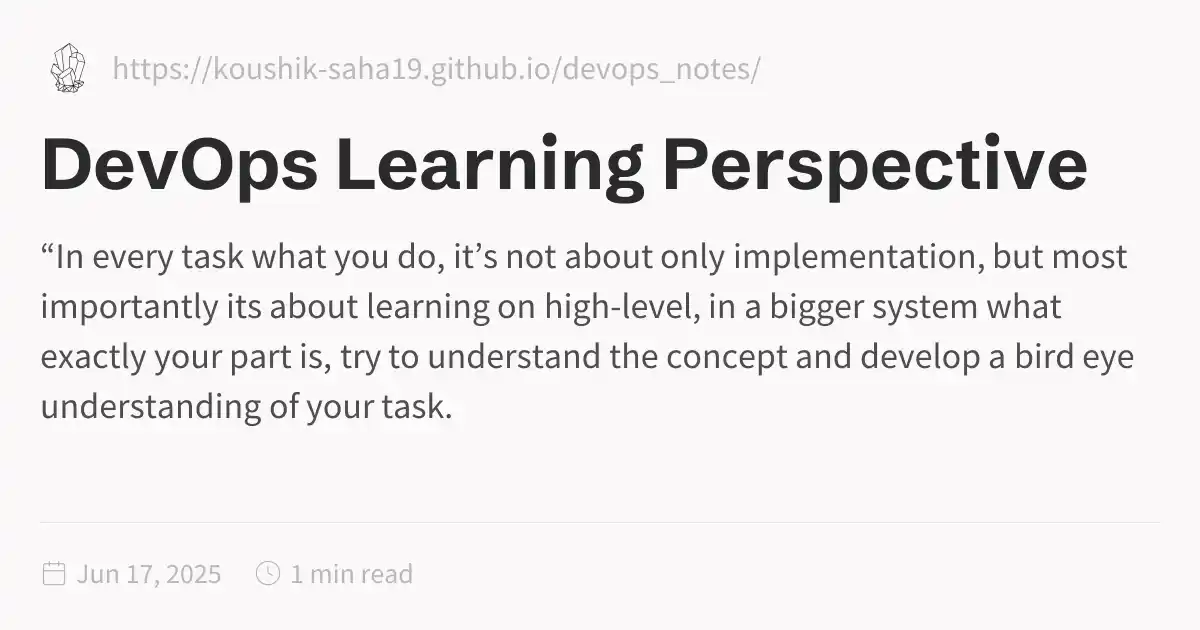 https://koushik-saha19.github.io/devops_notes/
DevOps Learning Perspective
“In every task what you do, it’s not about only implementation, but most
importantly its about learning on high-level, in a bigger system what
exactly your part is, try to understand the concept and develop a bird eye
understanding of your task.
Jun 17, 2025 1 min read